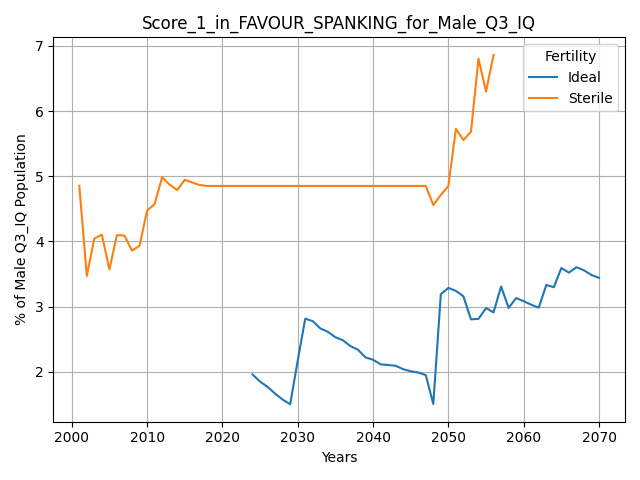 Score_1_in_FAVOUR_SPANKING_for_Male_Q3_IQ
% of Male Q3_IQ Population
7
6
5
4
3
2
Fertility
Ideal
Sterile
2000 2010 2020 2030 2040 2050 2060 2070
Years